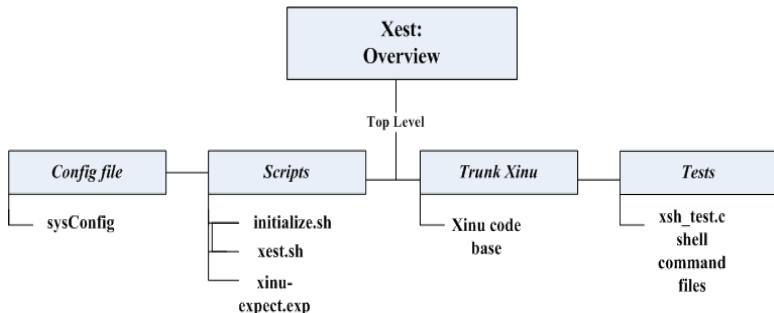 Xest:
Overview
Top Level
Config file
Scripts
Trunk Xinu
Tests
sysConfig
initialize.sh
xest.sh
xinu-
expect.exp
Xinu code
base
xsh_test.c
shell
command
files